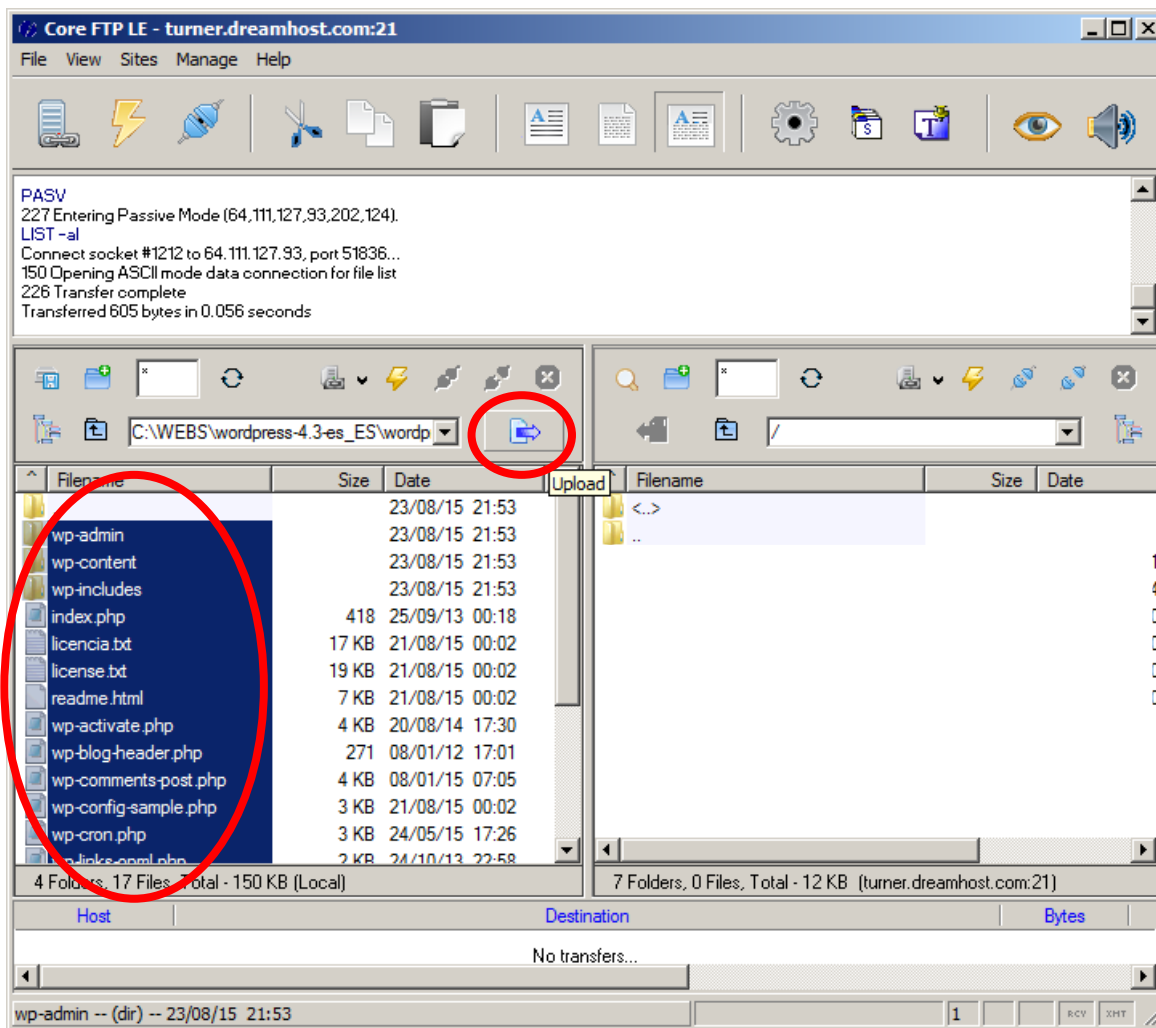 Core FTP LE - turner.dreamhost.com:21
File View Sites Manage Help
PASV
227 Entering Passive Mode (64,111,127,93,202,124).
LIST -al
Connect socket #1212 to 64.111.127.93, port 51836...
150 Opening ASCII mode data connection for file list
226 Transfer complete
Transferred 605 bytes in 0.056 seconds
C:\WEBS\wordpress-4.3-es_ES\wordp
/
^ Filename Size Date
Upload
Filename Size Date
23/08/15 21:53
wp-admin 23/08/15 21:53
wp-content 23/08/15 21:53
wp-includes 23/08/15 21:53
index.php 418 25/09/13 00:18
licencia.txt 17 KB 21/08/15 00:02
license.txt 19 KB 21/08/15 00:02
readme.html 7 KB 21/08/15 00:02
wp-activate.php 4 KB 20/08/14 17:30
wp-blog-header.php 271 08/01/12 17:01
wp-comments-post.php 4 KB 08/01/15 07:05
wp-config-sample.php 3 KB 21/08/15 00:02
wp-cron.php 3 KB 24/05/15 17:26
wp-links-opml.php 2 KB 24/10/13 22:58
<..>
..
4 Folders, 17 Files, Total - 150 KB (Local)
7 Folders, 0 Files, Total - 12 KB (turner.dreamhost.com:21)
Host Destination Bytes
No transfers...
wp-admin -- (dir) -- 23/08/15 21:53
1 RCV XMT